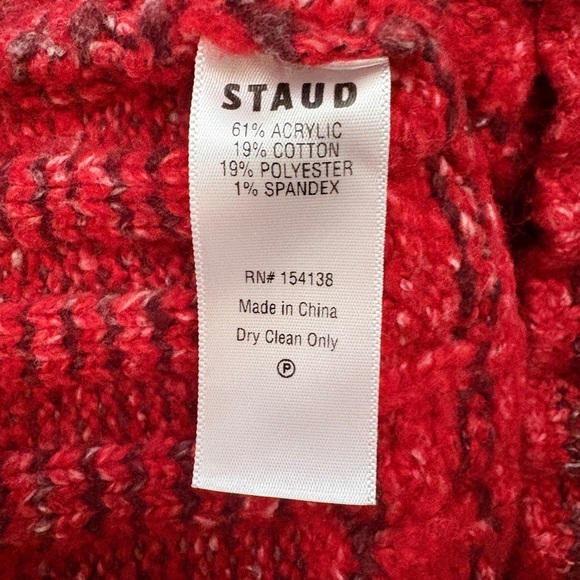 STAUD
61% ACRYLIC
19% COTTON
19% POLYESTER
1% SPANDEX
RN# 154138
Made in China
Dry Clean Only
P